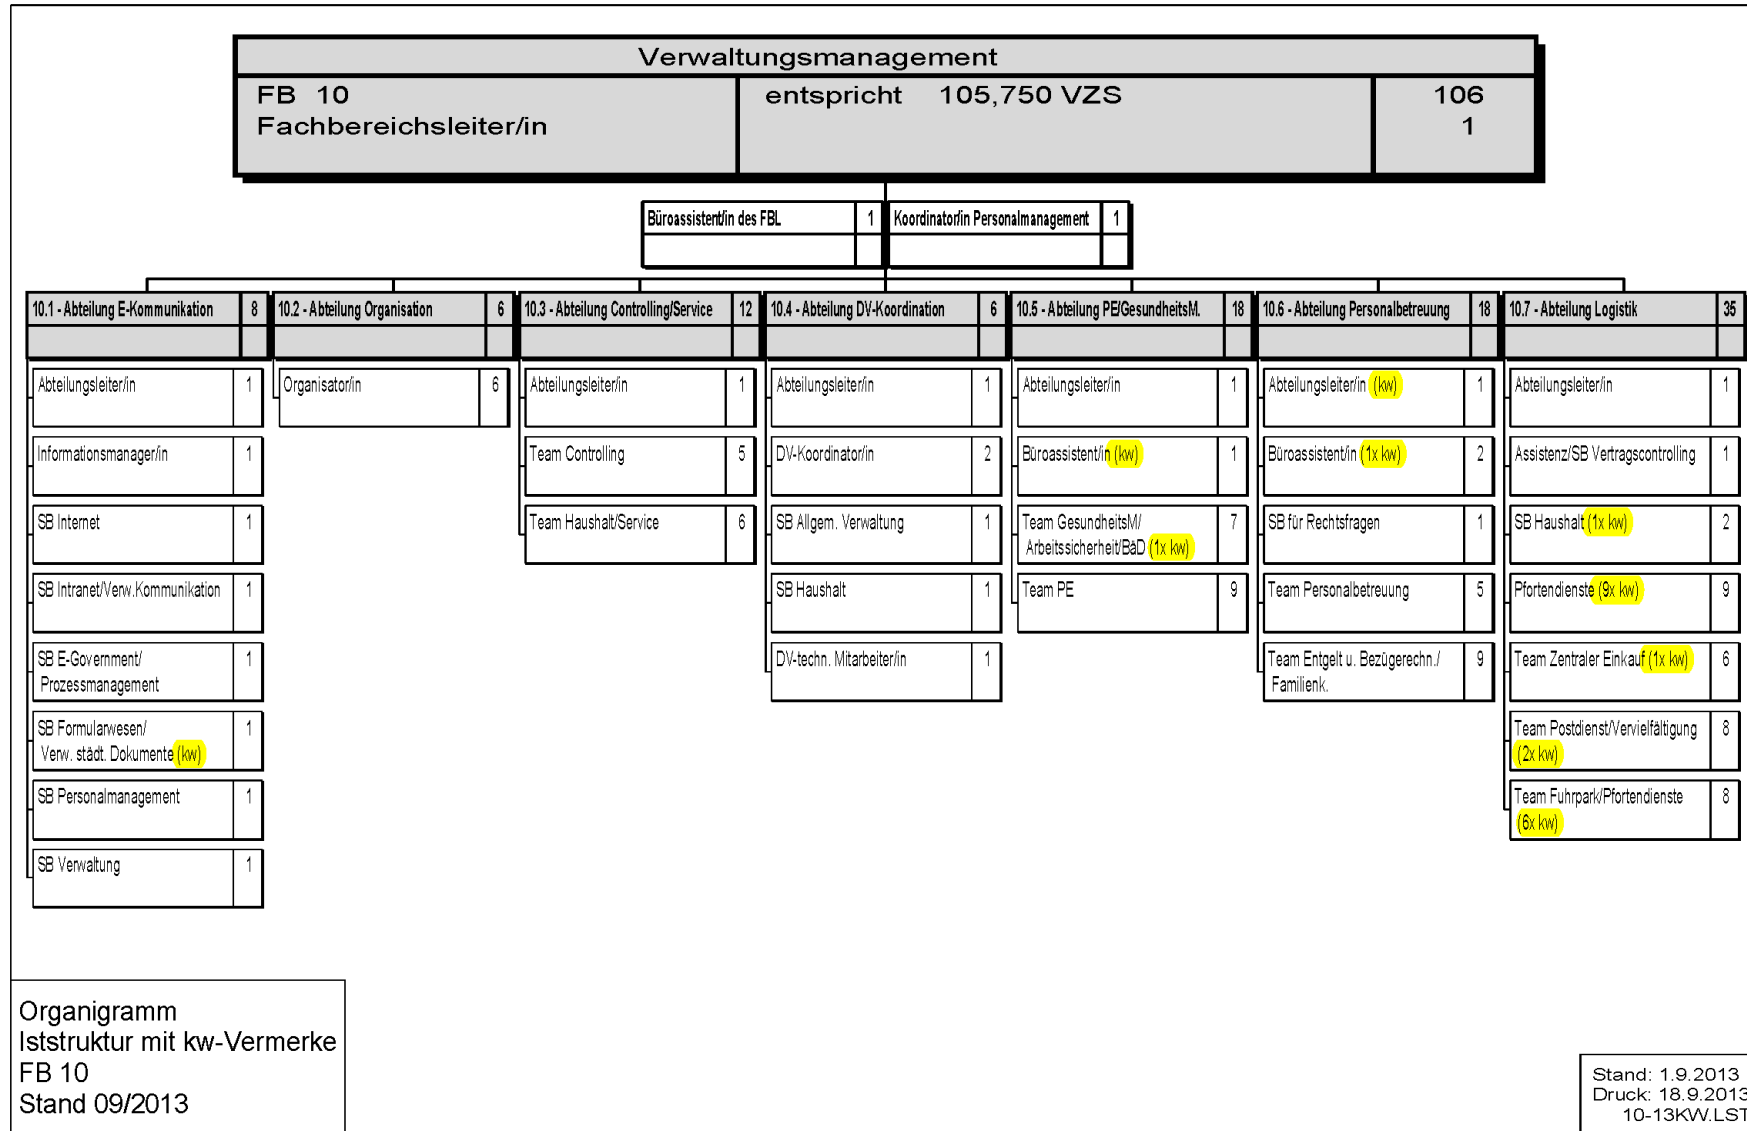 Verwaltungsmanagement
FB 10 entspricht 105,750 VZS 106
Fachbereichsleiter/in 1
Büroassistent/in des FBL 1
Koordinator/in Personalmanagement 1
10.1 - Abteilung E-Kommunikation 8
Abteilungsleiter/in 1
Informationsmanager/in 1
SB Internet 1
SB Intranet/Verw.Kommunikation 1
SB E-Government/ 1
Prozessmanagement
SB Formularwesen/ 1
Verw. städt. Dokumente (kw)
SB Personalmanagement 1
SB Verwaltung 1
10.2 - Abteilung Organisation 6
Organisator/in 6
10.3 - Abteilung Controlling/Service 12
Abteilungsleiter/in 1
Team Controlling 5
Team Haushalt/Service 6
10.4 - Abteilung DV-Koordination 6
Abteilungsleiter/in 1
DV-Koordinator/in 2
SB Allgem. Verwaltung 1
SB Haushalt 1
DV-techn. Mitarbeiter/in 1
10.5 - Abteilung PE/GesundheitsM. 18
Abteilungsleiter/in 1
Büroassistent/in (kw) 1
Team GesundheitsM/ 7
Arbeitssicherheit/BäD (1x kw)
Team PE 9
10.6 - Abteilung Personalbetreuung 18
Abteilungsleiter/in (kw) 1
Büroassistent/in (1x kw) 2
SB für Rechtsfragen 1
Team Personalbetreuung 5
Team Entgelt u. Bezügerechn./ 9
Familienk.
10.7 - Abteilung Logistik 35
Abteilungsleiter/in 1
Assistenz/SB Vertragscontrolling 1
SB Haushalt (1x kw) 2
Pfortendienste (9x kw) 9
Team Zentraler Einkauf (1x kw) 6
Team Postdienst/Vervielfältigung 8
(2x kw)
Team Fuhrpark/Pfortendienste 8
(6x kw)
Organigramm
Iststruktur mit kw-Vermerke
FB 10
Stand 09/2013
Stand: 1.9.2013
Druck: 18.9.2013
10-13KW.LST